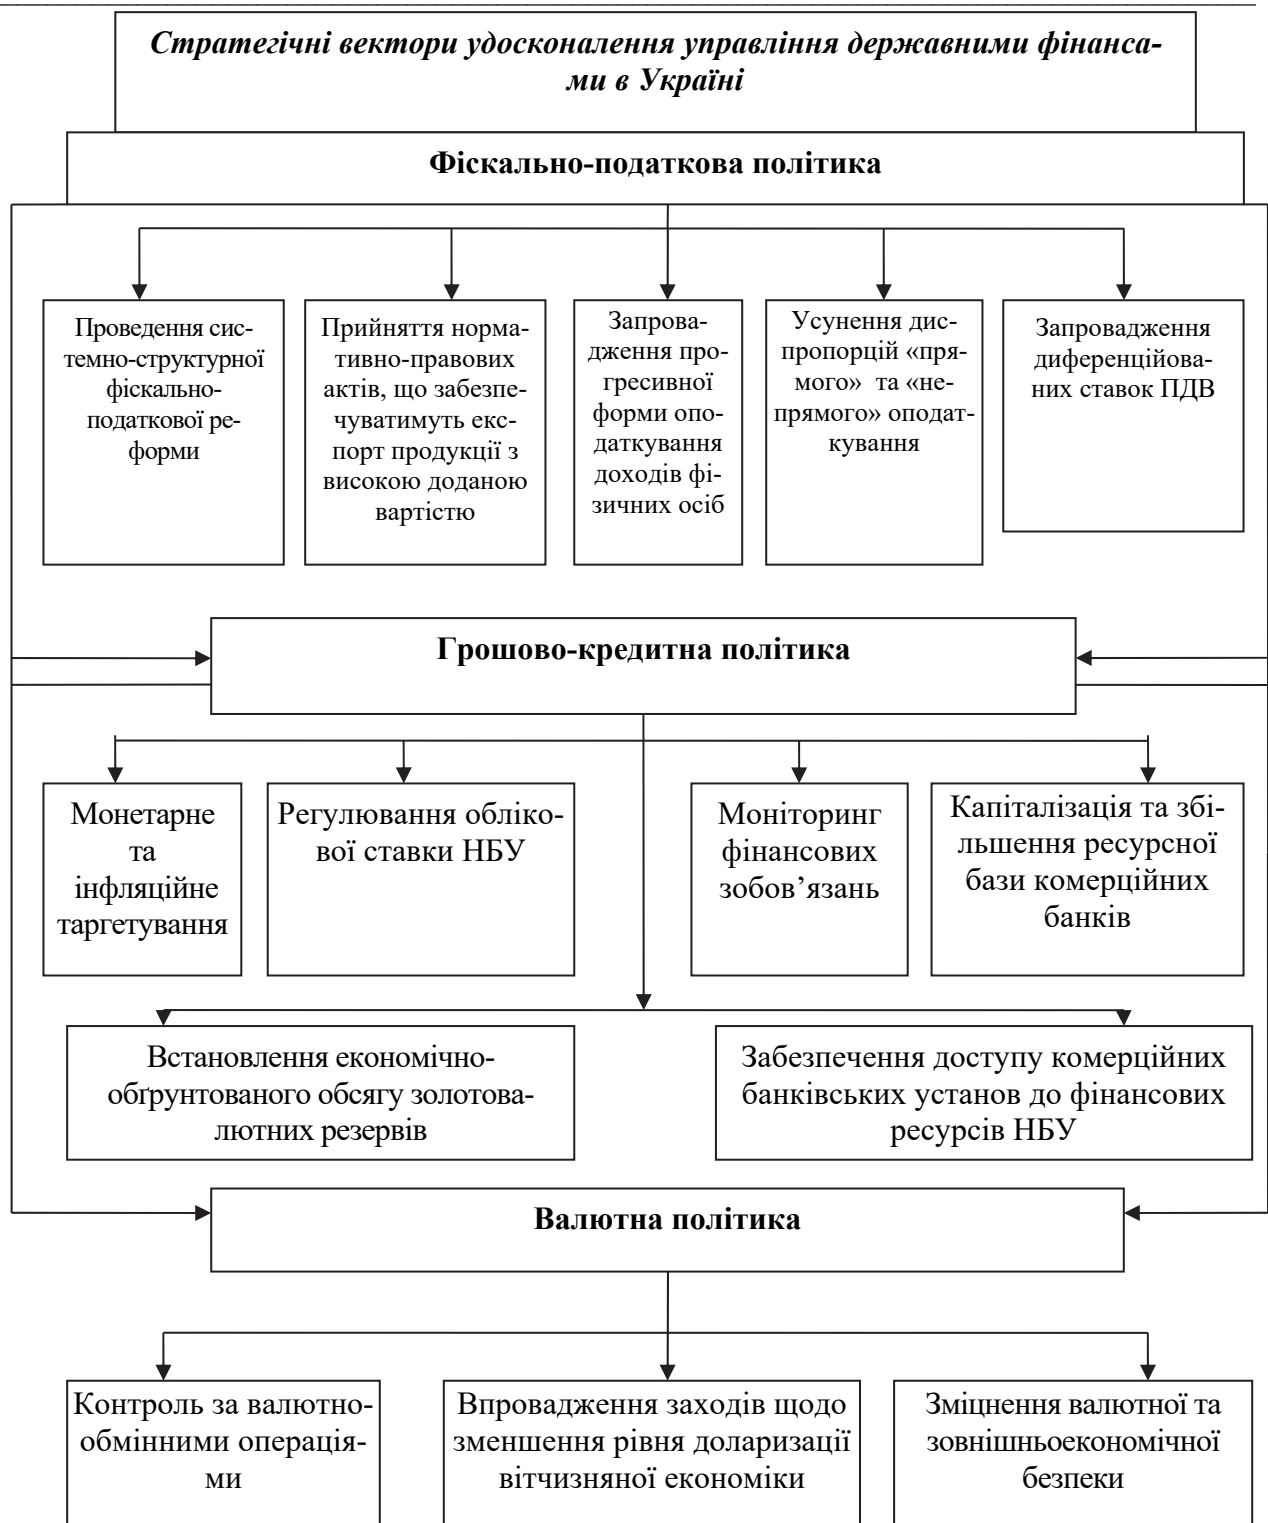 Стратегічні вектори удосконалення управління державними фінанса-
ми в Україні
Фіскально-податкова політика
Проведення сис-
темно-структурної
фіскально-
податкової ре-
форми
Прийняття норма-
тивно-правових
актів, що забезпе-
чуватимуть екс-
порт продукції з
високою доданою
вартістю
Запрова-
дження про-
гресивної
форми опо-
даткування
доходів фі-
зичних осіб
Усунення дис-
пропорцій «пря-
мого» та «не-
прямого» оподат-
кування
Запровадження
диференційова-
них ставок ПДВ
Грошово-кредитна політика
Монетарне
та
інфляційне
таргетування
Регулювання обліко-
вої ставки НБУ
Моніторинг
фінансових
зобов’язань
Капіталізація та збі-
льшення ресурсної
бази комерційних
банків
Встановлення економічно-
обґрунтованого обсягу золотова-
лютних резервів
Забезпечення доступу комерційних
банківських установ до фінансових
ресурсів НБУ
Валютна політика
Контроль за валютно-
обмінними операція-
ми
Впровадження заходів щодо
зменшення рівня доларизації
вітчизняної економіки
Зміцнення валютної та
зовнішньоекономічної
безпеки